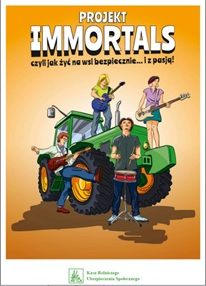 PROJEKT
IMMORTALS
czyli jak żyć na wsi bezpiecznie... i z pasją!
Kasa Rolniczego
Ubezpieczenia Społecznego